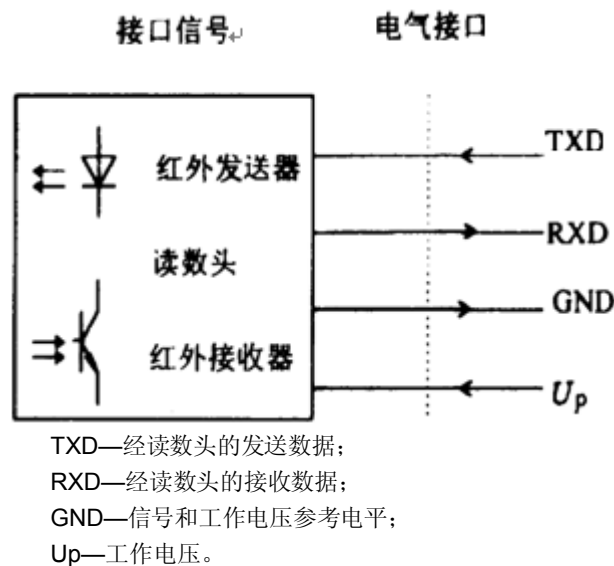 接口信号 电气接口
TXD
红外发送器
RXD
读数头
GND
红外接收器
Up
TXD—经读数头的发送数据；
RXD—经读数头的接收数据；
GND—信号和工作电压参考电平；
Up—工作电压。